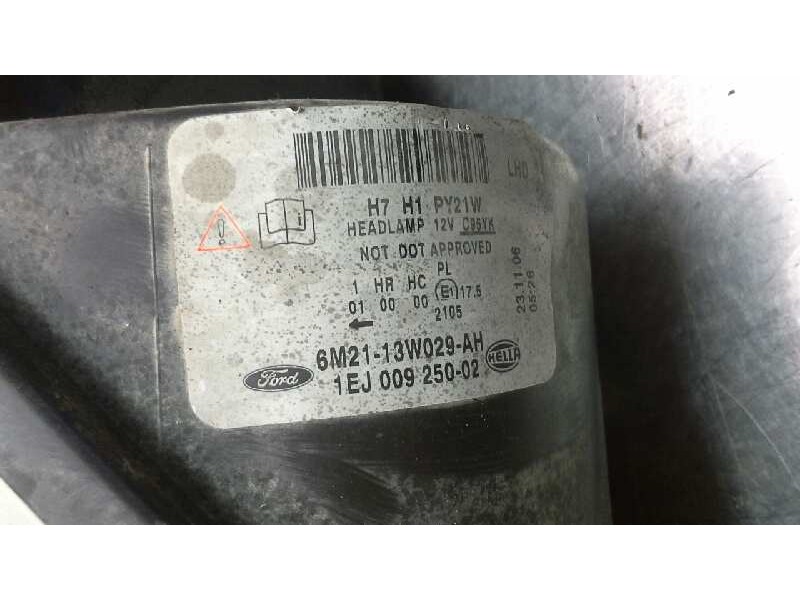 LHD
H7 H1 PY21W
HEADLAMP 12V C95YK
NOT DOT APPROVED
PL
1 HR HC E1 17.5
01 00 00 2105
23.11.06
05:26
6M21-13W029-AH
Ford 1EJ 009 250-02 HELLA